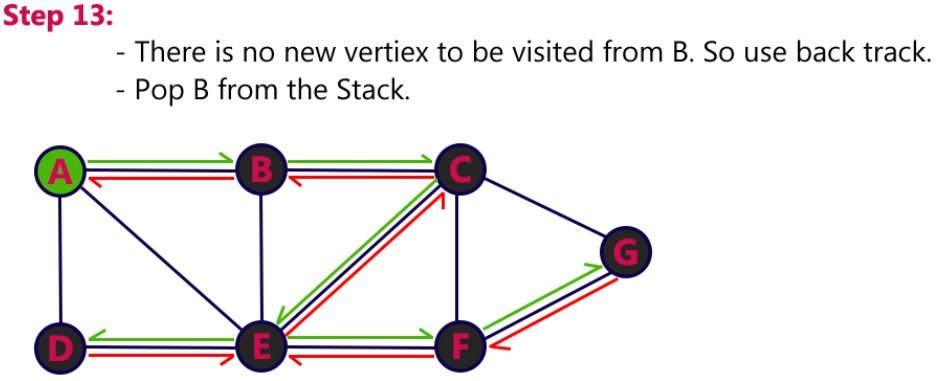 Step 13:
- There is no new vertiex to be visited from B. So use back track.
- Pop B from the Stack.
A B C
G
D E F